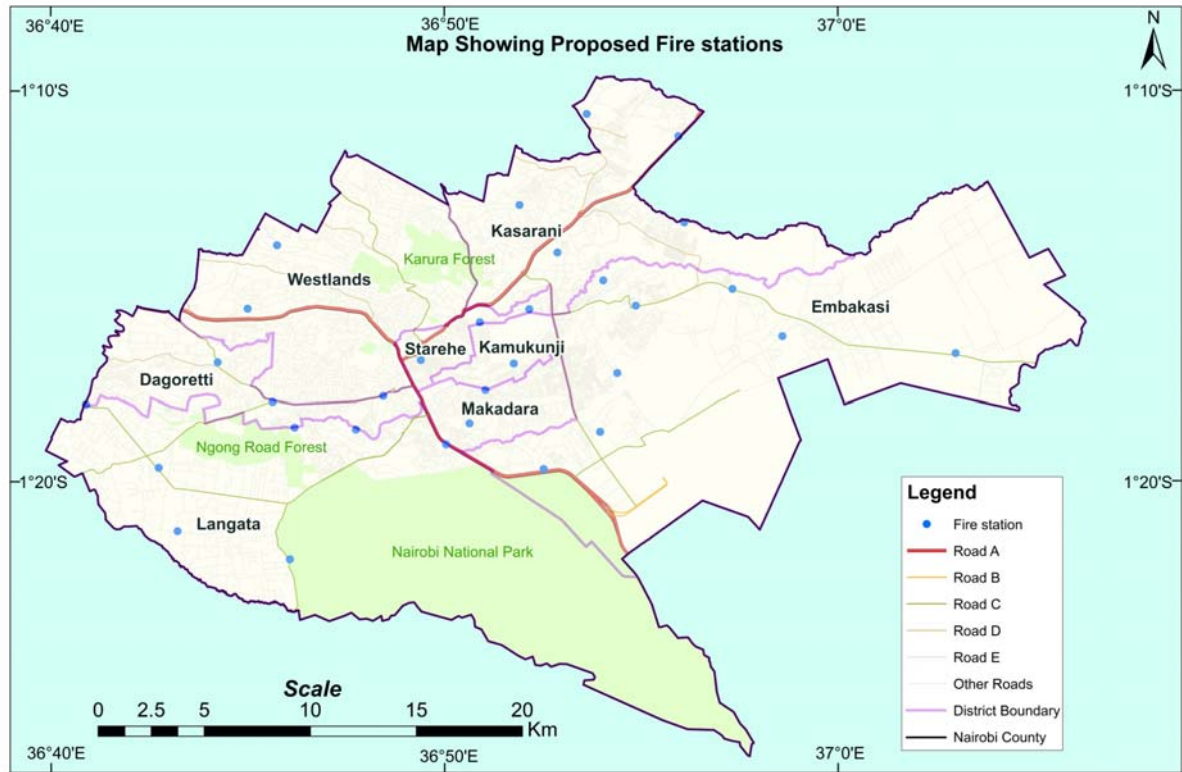 36°40'E
36°50'E
37°0'E
Map Showing Proposed Fire stations
N
1°10'S
1°10'S
Kasarani
Karura Forest
Westlands
Embakasi
Starehe
Kamukunji
Dagoretti
Makadara
Ngong Road Forest
1°20'S
1°20'S
Langata
Nairobi National Park
Legend
Fire station
Road A
Road B
Road C
Road D
Road E
Other Roads
District Boundary
Nairobi County
Scale
0 2.5 5 10 15 20
Km
36°40'E
36°50'E
37°0'E